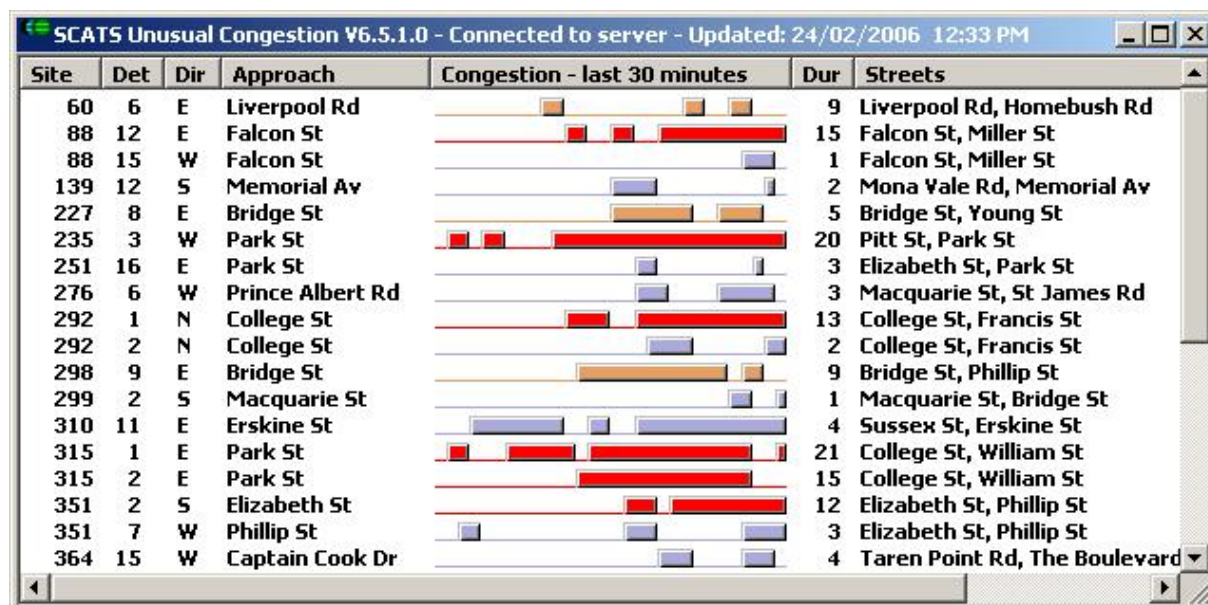 SCATS Unusual Congestion V6.5.1.0 - Connected to server - Updated: 24/02/2006 12:33 PM
Site Det Dir Approach Congestion - last 30 minutes Dur Streets
60 6 E Liverpool Rd 9 Liverpool Rd, Homebush Rd
88 12 E Falcon St 15 Falcon St, Miller St
88 15 W Falcon St 1 Falcon St, Miller St
139 12 S Memorial Av 2 Mona Vale Rd, Memorial Av
227 8 E Bridge St 5 Bridge St, Young St
235 3 W Park St 20 Pitt St, Park St
251 16 E Park St 3 Elizabeth St, Park St
276 6 W Prince Albert Rd 3 Macquarie St, St James Rd
292 1 N College St 13 College St, Francis St
292 2 N College St 2 College St, Francis St
298 9 E Bridge St 9 Bridge St, Phillip St
299 2 S Macquarie St 1 Macquarie St, Bridge St
310 11 E Erskine St 4 Sussex St, Erskine St
315 1 E Park St 21 College St, William St
315 2 E Park St 15 College St, William St
351 2 S Elizabeth St 12 Elizabeth St, Phillip St
351 7 W Phillip St 3 Elizabeth St, Phillip St
364 15 W Captain Cook Dr 4 Taren Point Rd, The Boulevard